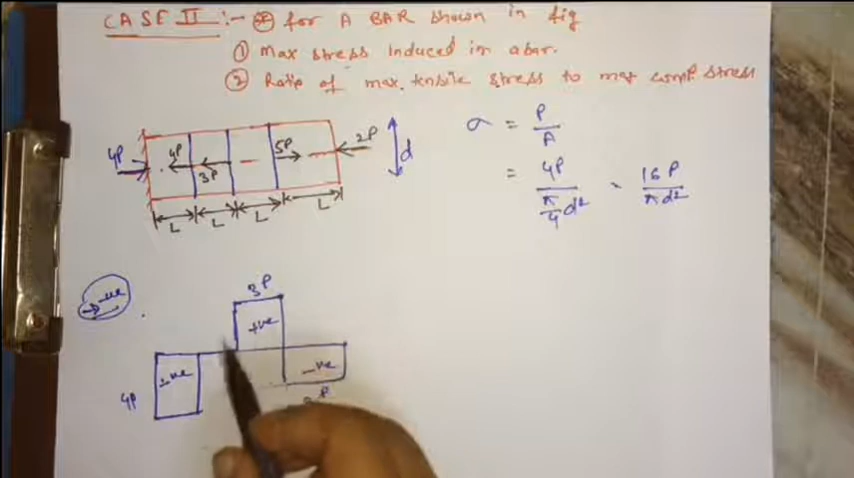 CASE II :- * for A BAR shown in fig
① Max stress induced in a bar.
② Ratio of max. tensile stress to max compr stress
4P 4P 3P 5P 2P d
L L L L
σ = P/A
= 4P / (π/4 d²) = 16P / πd²
→ -ve
3P
+ve
-ve -ve
4P